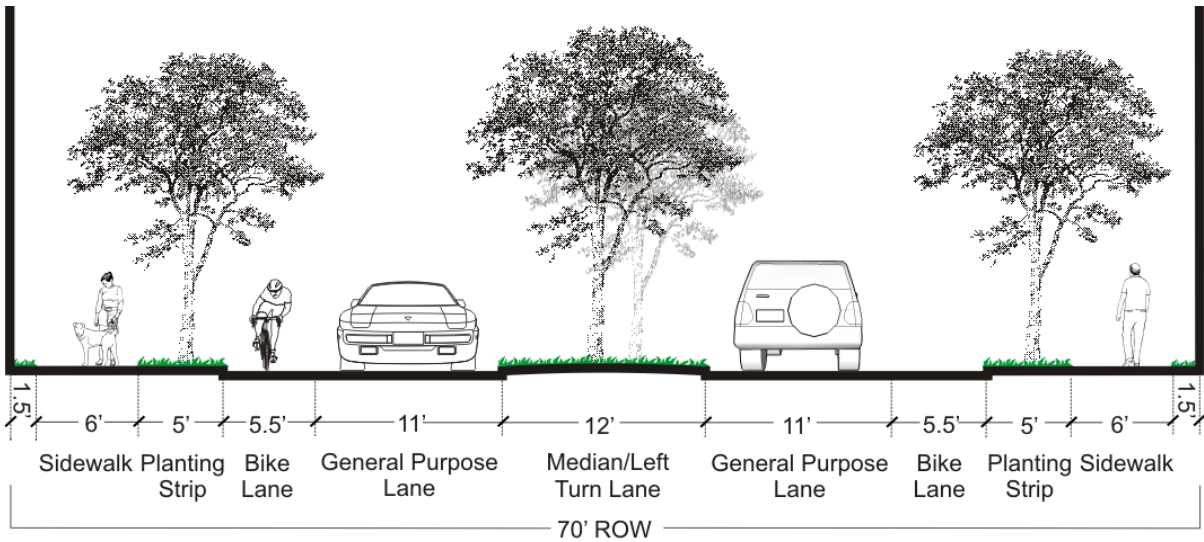 1.5’ 6’ 5’ 5.5’ 11’ 12’ 11’ 5.5’ 5’ 6’ 1.5’
Sidewalk Planting Bike General Purpose Median/Left General Purpose Bike Planting Sidewalk
Strip Lane Lane Turn Lane Lane Lane Strip
70’ ROW